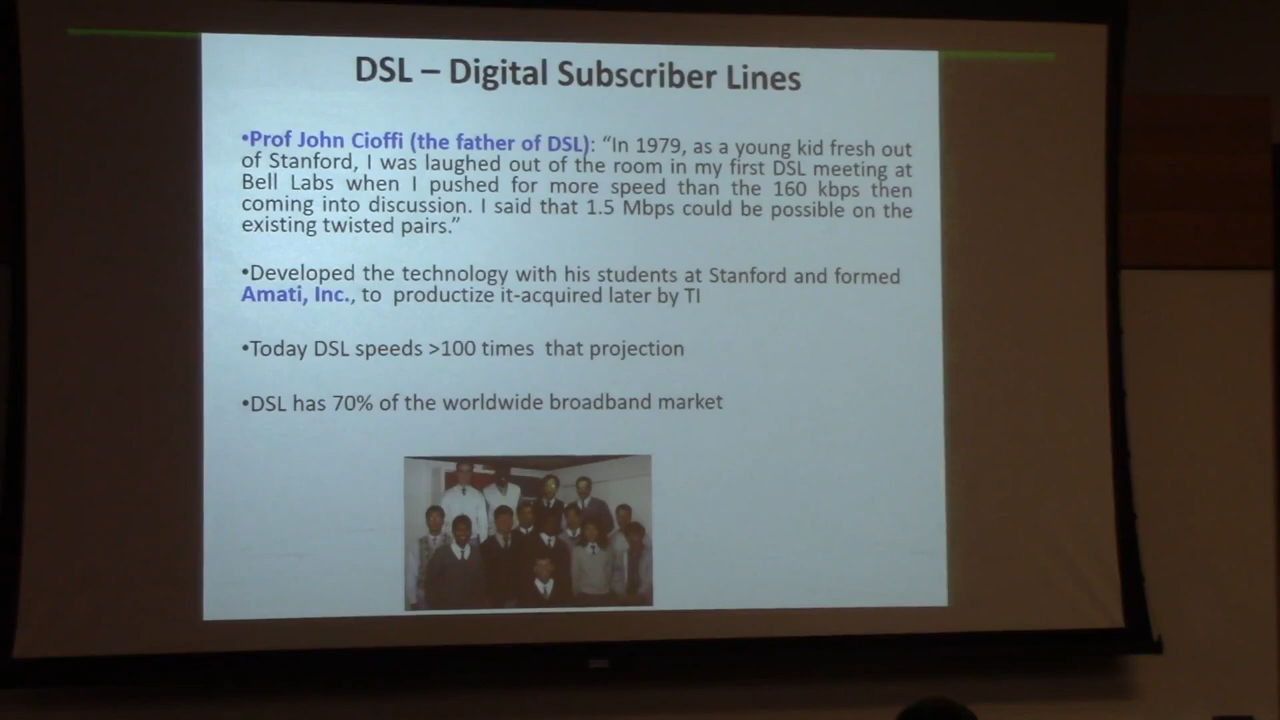 DSL – Digital Subscriber Lines
•Prof John Cioffi (the father of DSL): “In 1979, as a young kid fresh out
of Stanford, I was laughed out of the room in my first DSL meeting at
Bell Labs when I pushed for more speed than the 160 kbps then
coming into discussion. I said that 1.5 Mbps could be possible on the
existing twisted pairs.”
•Developed the technology with his students at Stanford and formed
Amati, Inc., to productize it-acquired later by TI
•Today DSL speeds >100 times that projection
•DSL has 70% of the worldwide broadband market